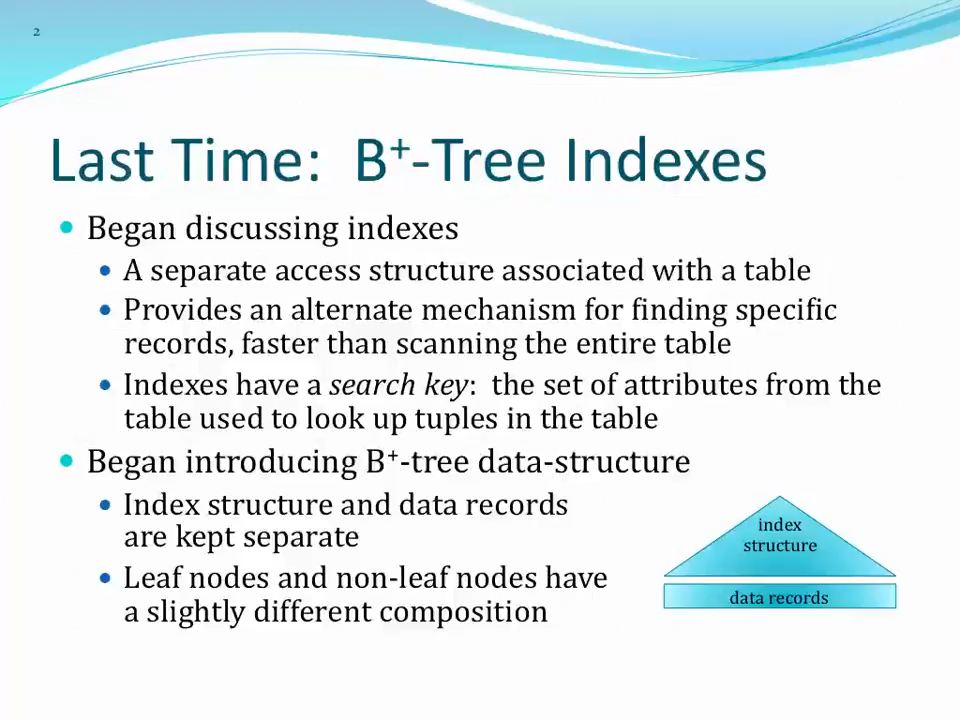 2
Last Time:  B⁺-Tree Indexes
• Began discussing indexes
• A separate access structure associated with a table
• Provides an alternate mechanism for finding specific
records, faster than scanning the entire table
• Indexes have a search key:  the set of attributes from the
table used to look up tuples in the table
• Began introducing B⁺-tree data-structure
• Index structure and data records
are kept separate
• Leaf nodes and non-leaf nodes have
a slightly different composition
index
structure
data records